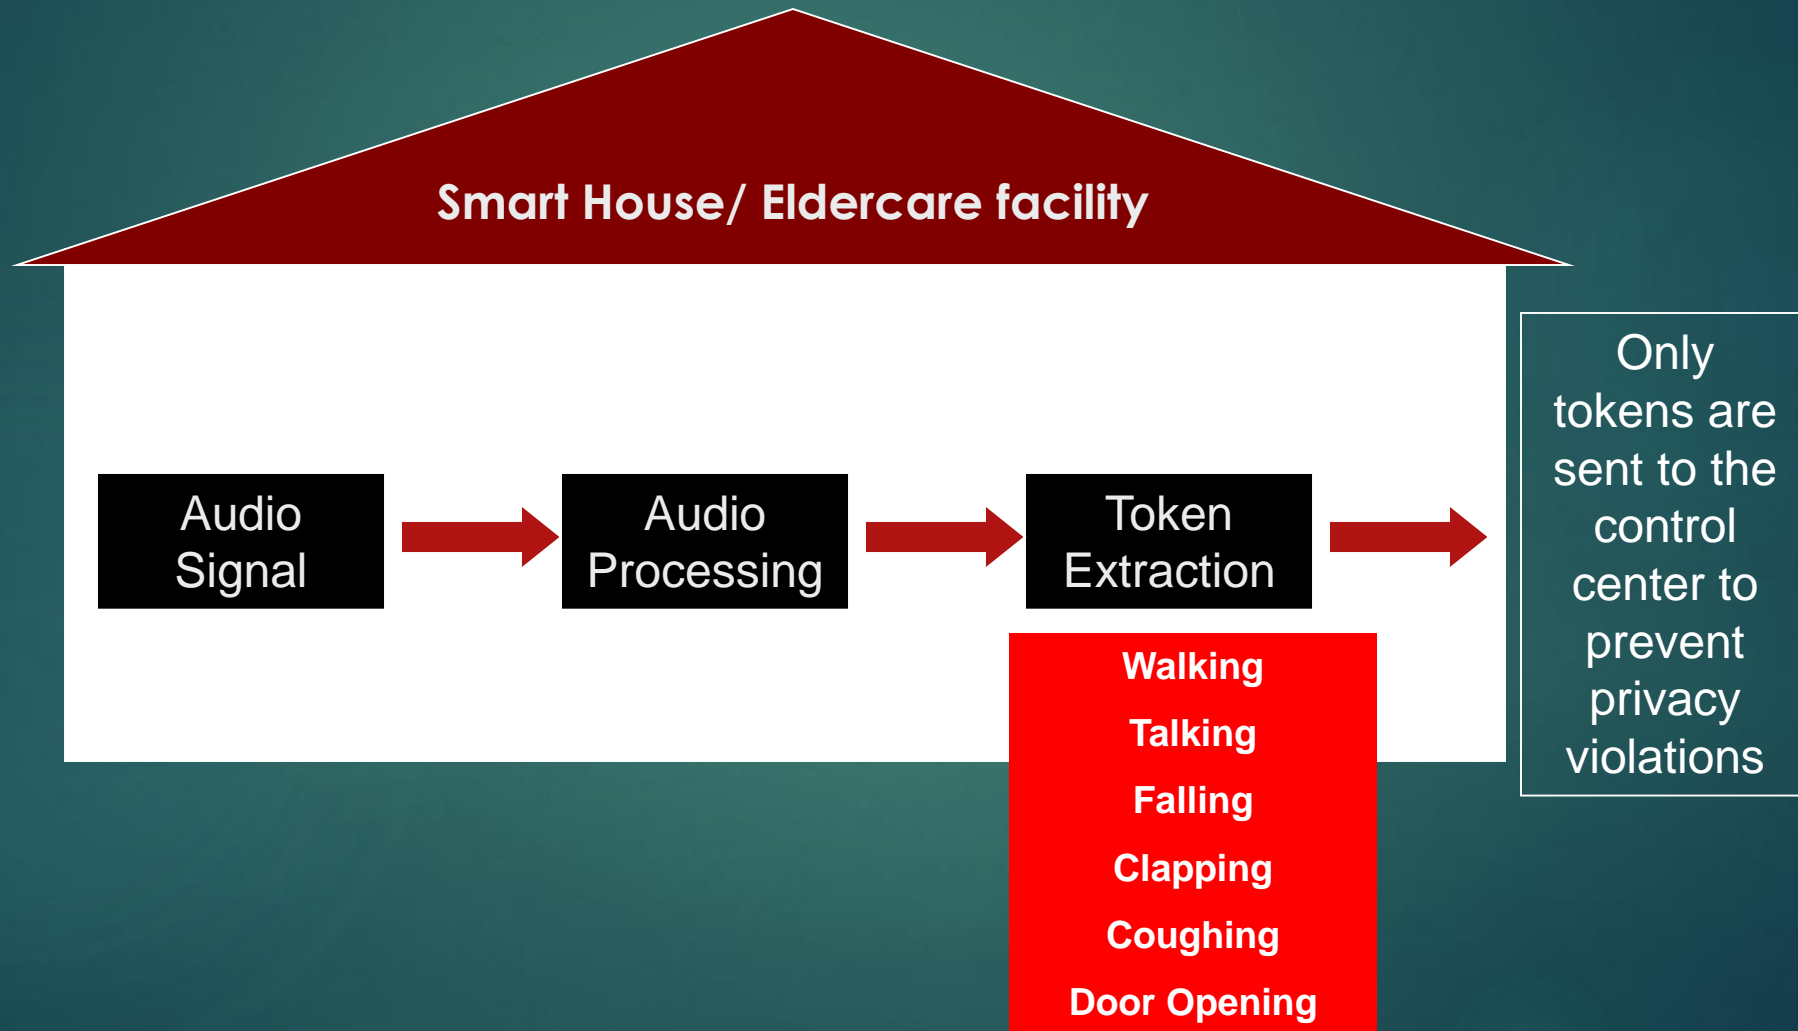 Smart House/ Eldercare facility
Audio
Signal
Audio
Processing
Token
Extraction
Walking
Talking
Falling
Clapping
Coughing
Door Opening
Only
tokens are
sent to the
control
center to
prevent
privacy
violations